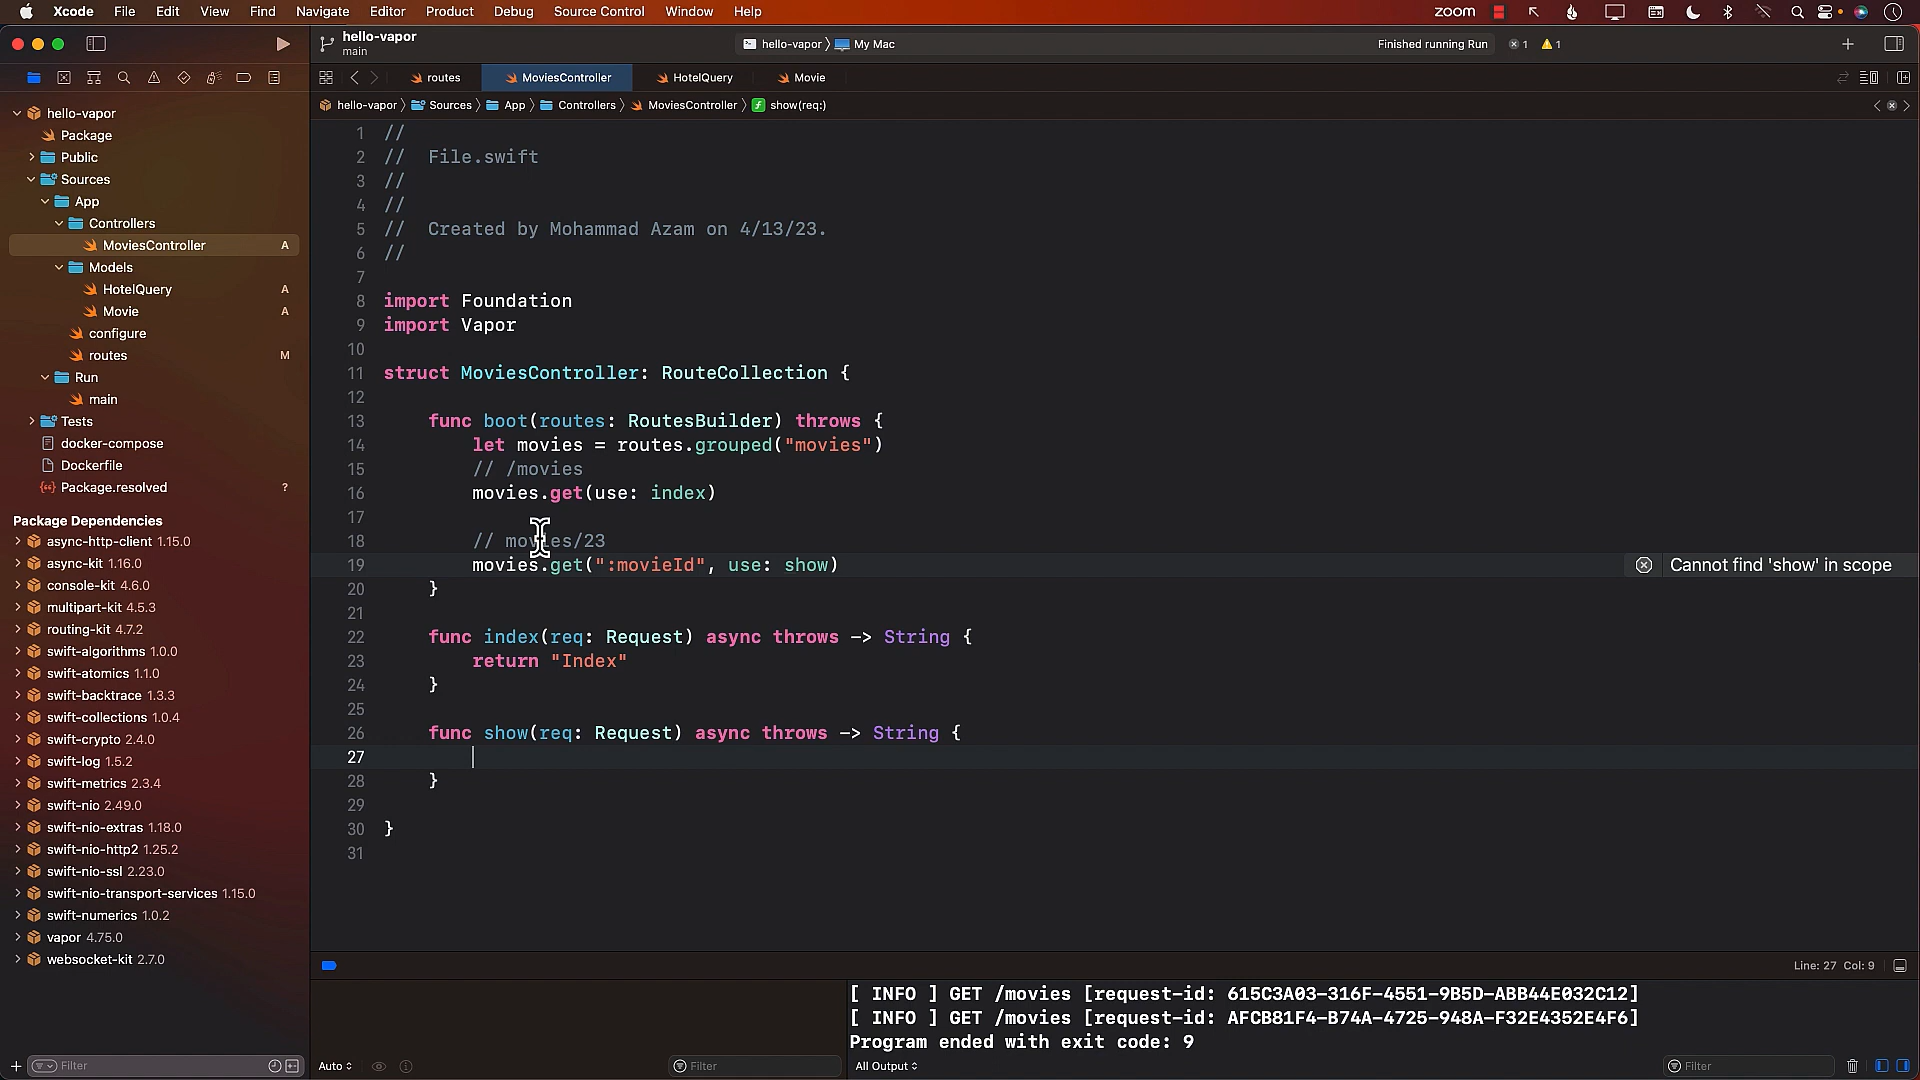 Xcode File Edit View Find Navigate Editor Product Debug Source Control Window Help zoom
hello-vapor
main
hello-vapor My Mac Finished running Run 1 1
routes MoviesController HotelQuery Movie
hello-vapor Sources App Controllers MoviesController show(req:)
hello-vapor
Package
Public
Sources
App
Controllers
MoviesController A
Models
HotelQuery A
Movie A
configure
routes M
Run
main
Tests
docker-compose
Dockerfile
Package.resolved ?
Package Dependencies
async-http-client 1.15.0
async-kit 1.16.0
console-kit 4.6.0
multipart-kit 4.5.3
routing-kit 4.7.2
swift-algorithms 1.0.0
swift-atomics 1.1.0
swift-backtrace 1.3.3
swift-collections 1.0.4
swift-crypto 2.4.0
swift-log 1.5.2
swift-metrics 2.3.4
swift-nio 2.49.0
swift-nio-extras 1.18.0
swift-nio-http2 1.25.2
swift-nio-ssl 2.23.0
swift-nio-transport-services 1.15.0
swift-numerics 1.0.2
vapor 4.75.0
websocket-kit 2.7.0
Filter
1 //
2 // File.swift
3 //
4 //
5 // Created by Mohammad Azam on 4/13/23.
6 //
7
8 import Foundation
9 import Vapor
10
11 struct MoviesController: RouteCollection {
12
13 func boot(routes: RoutesBuilder) throws {
14 let movies = routes.grouped("movies")
15 // /movies
16 movies.get(use: index)
17
18 // movies/23
19 movies.get(":movieId", use: show) Cannot find 'show' in scope
20 }
21
22 func index(req: Request) async throws -> String {
23 return "Index"
24 }
25
26 func show(req: Request) async throws -> String {
27
28 }
29
30 }
31
Line: 27 Col: 9
[ INFO ] GET /movies [request-id: 615C3A03-316F-4551-9B5D-ABB44E032C12]
[ INFO ] GET /movies [request-id: AFCB81F4-B74A-4725-948A-F32E4352E4F6]
Program ended with exit code: 9
Auto Filter All Output Filter